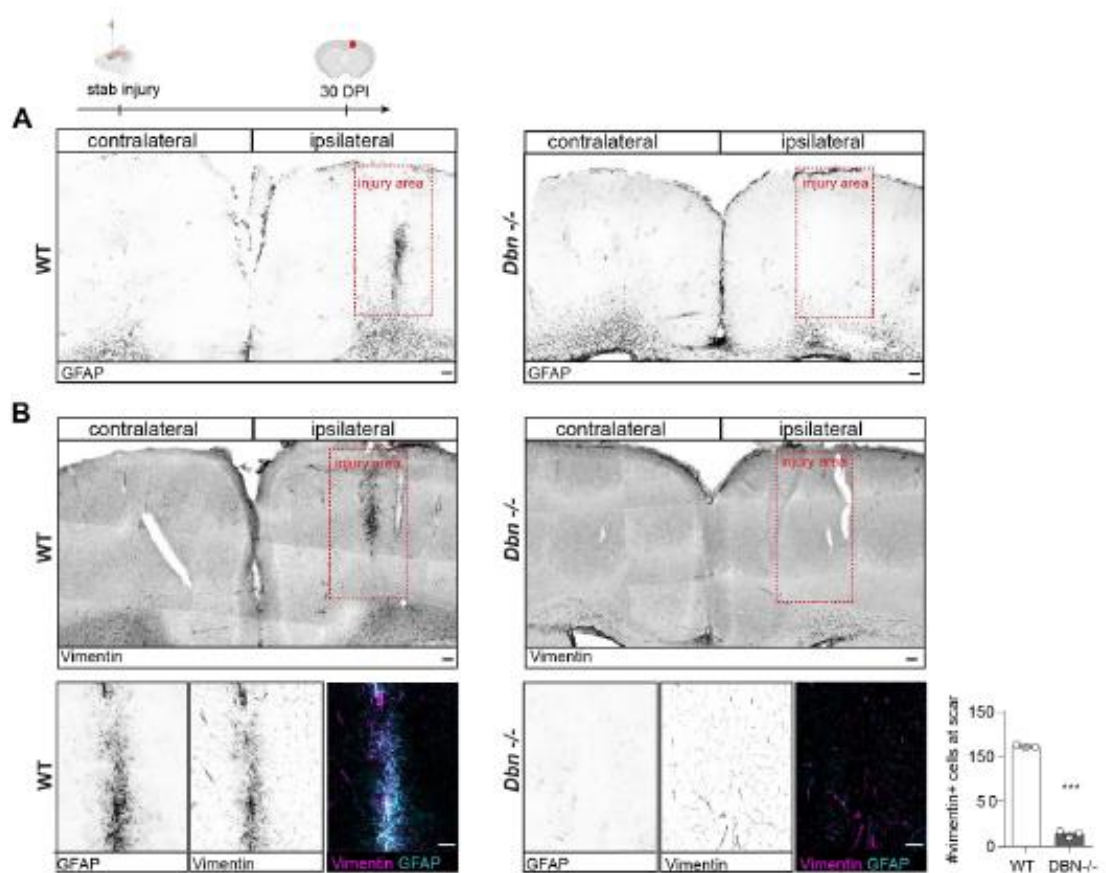 stab injury 30 DPI
A
contralateral ipsilateral contralateral ipsilateral
injury area injury area
WT Dbn -/-
GFAP GFAP
B
contralateral ipsilateral contralateral ipsilateral
injury area injury area
WT Dbn -/-
Vimentin Vimentin
WT Dbn -/-
GFAP Vimentin Vimentin GFAP GFAP Vimentin Vimentin GFAP
#vimentin+ cells at scar
150
150
50
0
***
WT DBN-/-